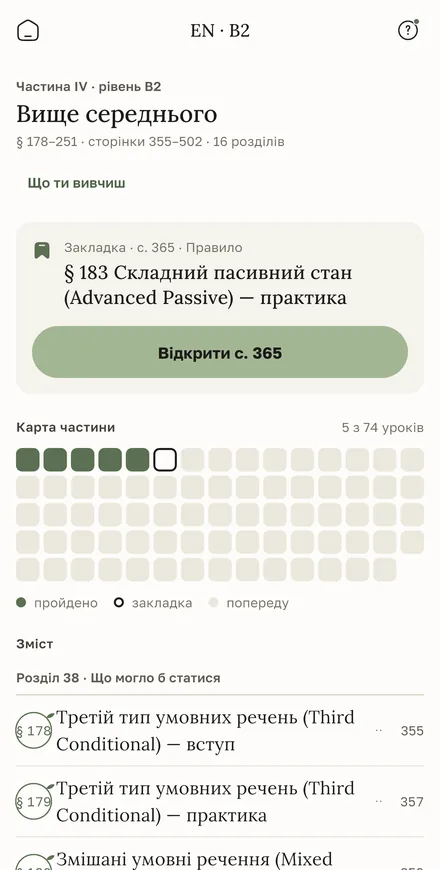 EN · B2
Частина IV · рівень B2
Вище середнього
§ 178–251 · сторінки 355–502 · 16 розділів
Що ти вивчиш
Закладка · с. 365 · Правило
§ 183 Складний пасивний стан
(Advanced Passive) — практика
Відкрити с. 365
Карта частини
5 з 74 уроків
пройдено
закладка
попереду
Зміст
Розділ 38 · Що могло б статися
§ 178
Третій тип умовних речень (Third
Conditional) — вступ
355
§ 179
Третій тип умовних речень (Third
Conditional) — практика
357
Змішані умовні речення (Mixed